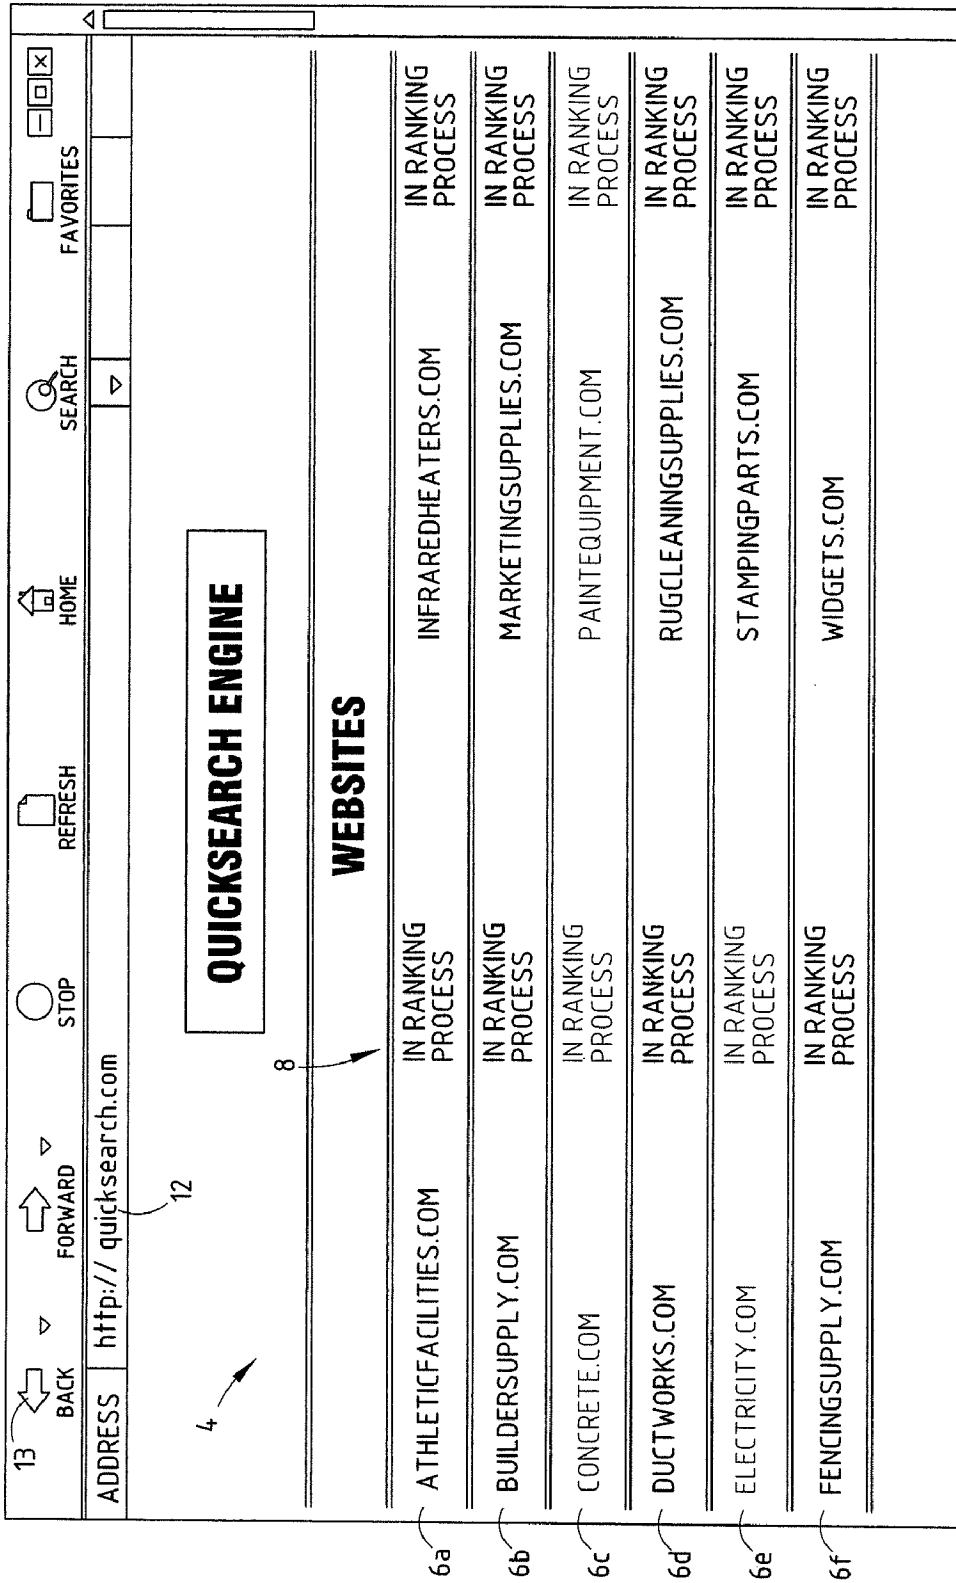 13
BACK
FORWARD
STOP
REFRESH
HOME
SEARCH
FAVORITES
ADDRESS
http:// quicksearch.com
12
4
QUICKSEARCH ENGINE
8
WEBSITES
6a
ATHLETICFACILITIES.COM
IN RANKING
PROCESS
INFRAREDHEATERS.COM
IN RANKING
PROCESS
6b
BUILDERSUPPLY.COM
IN RANKING
PROCESS
MARKETINGSUPPLIES.COM
IN RANKING
PROCESS
6c
CONCRETE.COM
IN RANKING
PROCESS
PAINTEQUIPMENT.COM
IN RANKING
PROCESS
6d
DUCTWORKS.COM
IN RANKING
PROCESS
RUGCLEANINGSUPPLIES.COM
IN RANKING
PROCESS
6e
ELECTRICITY.COM
IN RANKING
PROCESS
STAMPINGPARTS.COM
IN RANKING
PROCESS
6f
FENCINGSUPPLY.COM
IN RANKING
PROCESS
WIDGETS.COM
IN RANKING
PROCESS